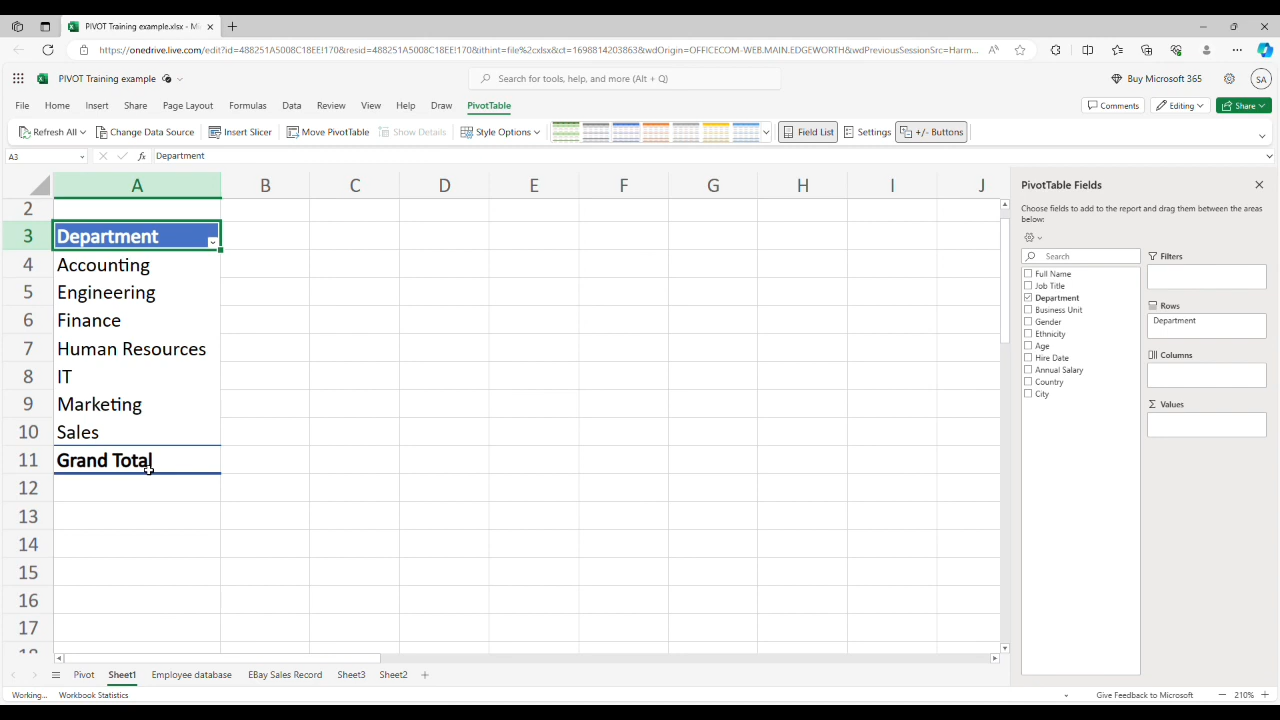 PIVOT Training example.xlsx - Mi
https://onedrive.live.com/edit?id=488251A5008C18EE!170&resid=488251A5008C18EE!170&ithint=file%2cxlsx&ct=1698814203863&wdOrigin=OFFICECOM-WEB.MAIN.EDGEWORTH&wdPreviousSessionSrc=Harm...
PIVOT Training example
Search for tools, help, and more (Alt + Q)
Buy Microsoft 365
SA
File Home Insert Share Page Layout Formulas Data Review View Help Draw PivotTable
Comments Editing Share
Refresh All Change Data Source Insert Slicer Move PivotTable Show Details Style Options Field List Settings +/- Buttons
A3 fx Department
A B C D E F G H I J
2
3 Department
4 Accounting
5 Engineering
6 Finance
7 Human Resources
8 IT
9 Marketing
10 Sales
11 Grand Total
12
13
14
15
16
17
PivotTable Fields
Choose fields to add to the report and drag them between the areas
below:
Search
Full Name
Job Title
Department
Business Unit
Gender
Ethnicity
Age
Hire Date
Annual Salary
Country
City
Filters
Rows
Department
Columns
Σ Values
Pivot Sheet1 Employee database EBay Sales Record Sheet3 Sheet2
Working... Workbook Statistics
Give Feedback to Microsoft 210%